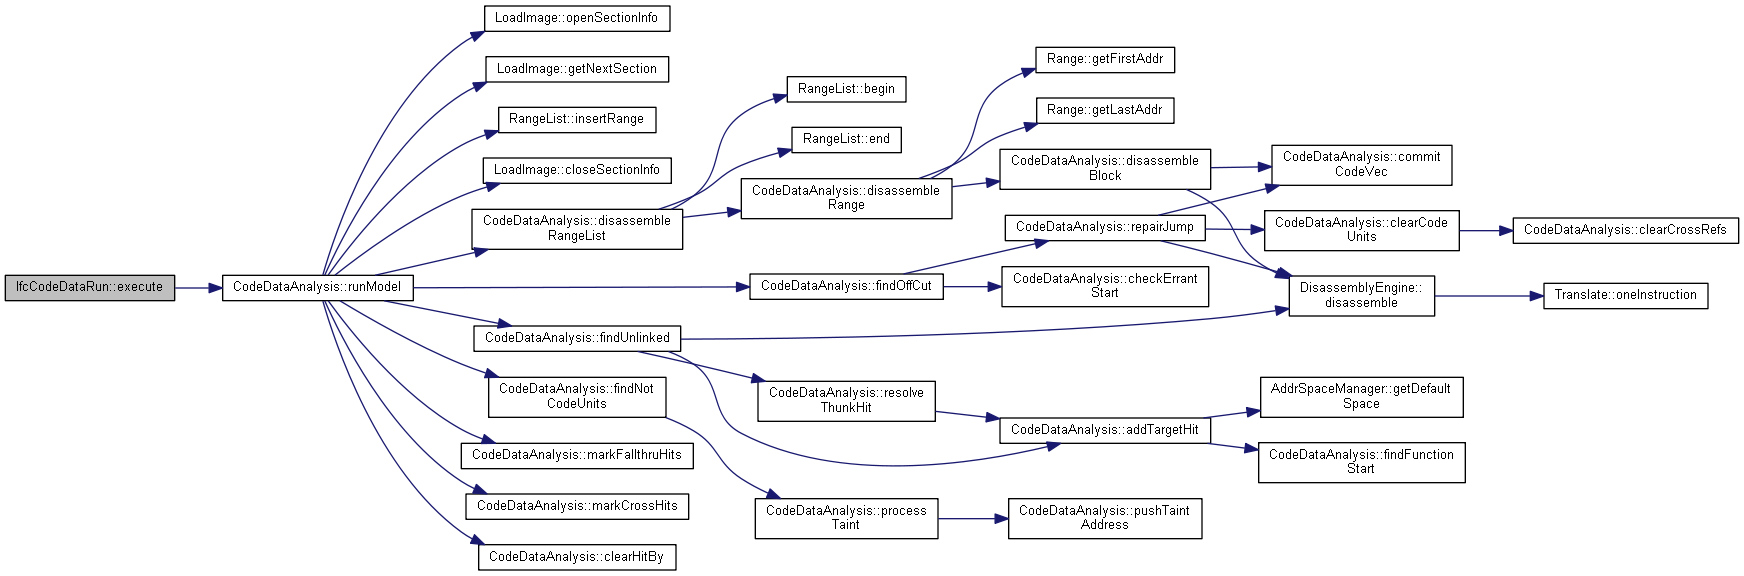 IfcCodeDataRun::execute
CodeDataAnalysis::runModel
LoadImage::openSectionInfo
LoadImage::getNextSection
RangeList::insertRange
LoadImage::closeSectionInfo
CodeDataAnalysis::disassemble
RangeList
CodeDataAnalysis::findUnlinked
CodeDataAnalysis::findNot
CodeUnits
CodeDataAnalysis::markFallthruHits
CodeDataAnalysis::markCrossHits
CodeDataAnalysis::clearHitBy
RangeList::begin
RangeList::end
CodeDataAnalysis::disassemble
Range
CodeDataAnalysis::findOffCut
CodeDataAnalysis::resolve
ThunkHit
CodeDataAnalysis::process
Taint
Range::getFirstAddr
Range::getLastAddr
CodeDataAnalysis::disassemble
Block
CodeDataAnalysis::repairJump
CodeDataAnalysis::checkErrant
Start
CodeDataAnalysis::addTargetHit
CodeDataAnalysis::pushTaint
Address
CodeDataAnalysis::commit
CodeVec
CodeDataAnalysis::clearCode
Units
DisassemblyEngine::
disassemble
AddrSpaceManager::getDefault
Space
CodeDataAnalysis::findFunction
Start
CodeDataAnalysis::clearCrossRefs
Translate::oneInstruction